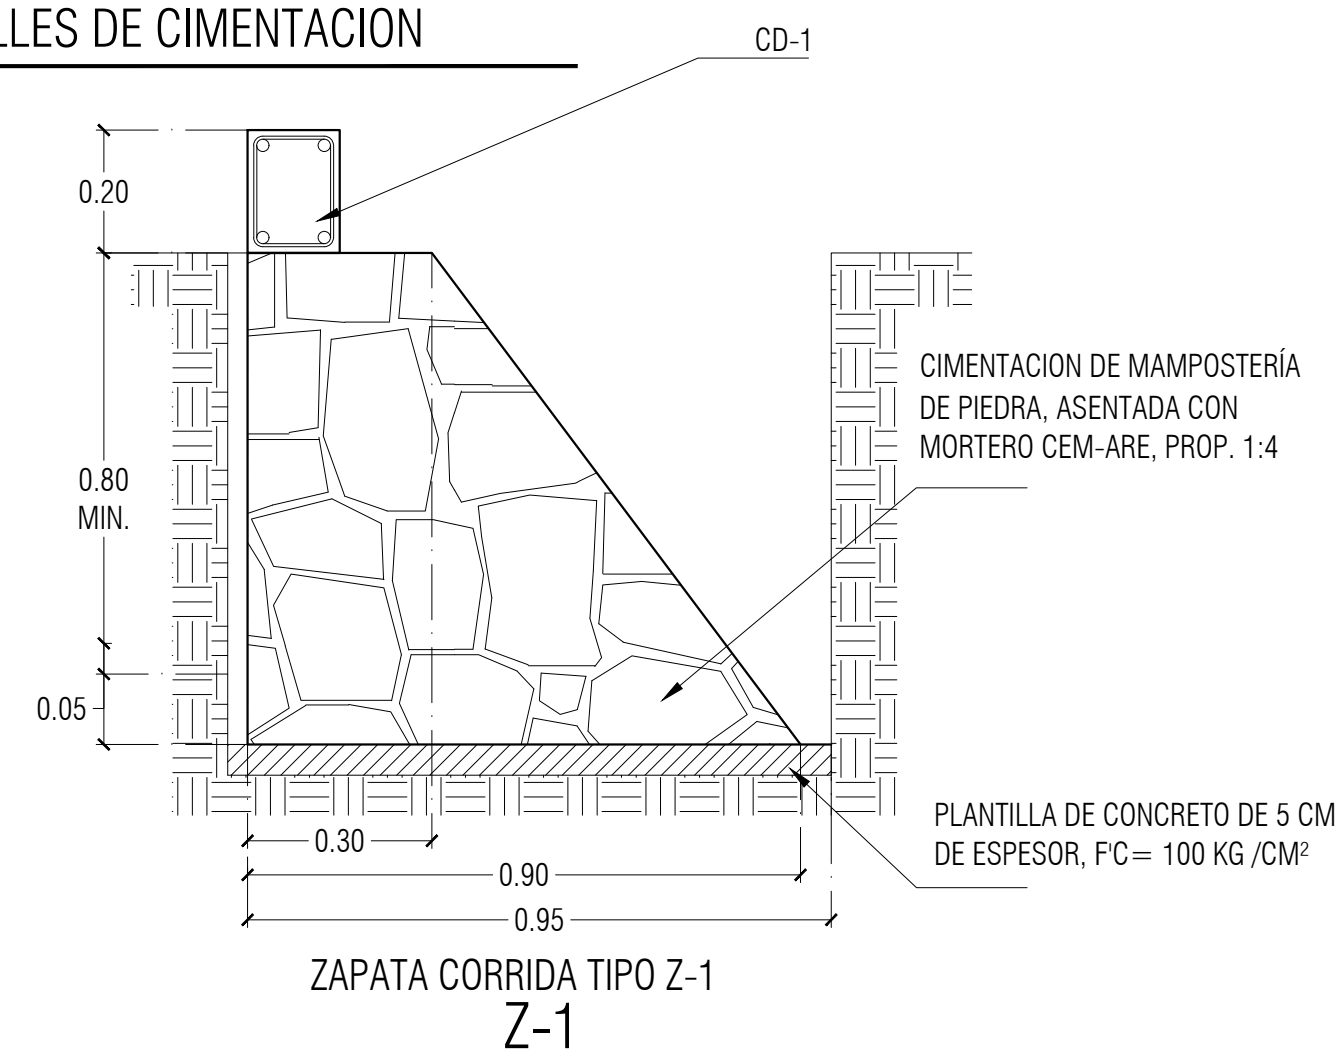 LLES DE CIMENTACION
CD-1
0.20
0.80
MIN.
0.05
CIMENTACION DE MAMPOSTERÍA
DE PIEDRA, ASENTADA CON
MORTERO CEM-ARE, PROP. 1:4
PLANTILLA DE CONCRETO DE 5 CM
DE ESPESOR, F'C= 100 KG /CM²
0.30
0.90
0.95
ZAPATA CORRIDA TIPO Z-1
Z-1